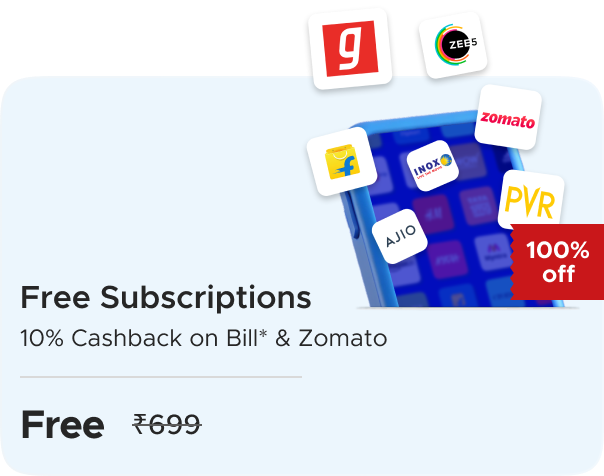 g
ZEE5
zomato
f
INOX
PVR
AJIO
100%
off
Free Subscriptions
10% Cashback on Bill* & Zomato
Free ₹699